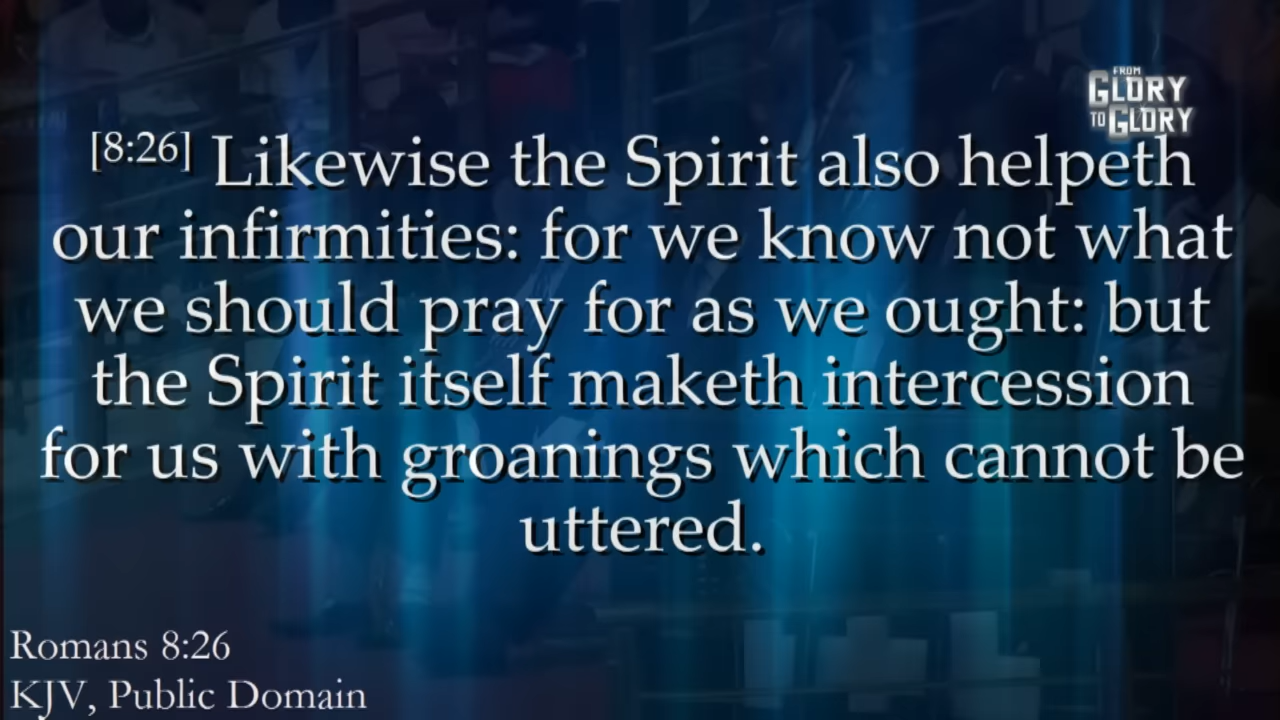 FROM
GLORY
TO GLORY
[8:26] Likewise the Spirit also helpeth
our infirmities: for we know not what
we should pray for as we ought: but
the Spirit itself maketh intercession
for us with groanings which cannot be
uttered.
Romans 8:26
KJV, Public Domain